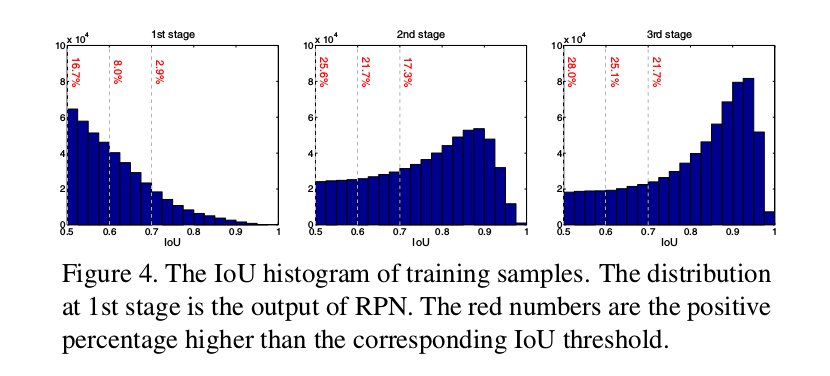 1st stage
2nd stage
3rd stage
10 x 10⁴
8
6
4
2
0
16.7%
8.0%
2.9%
0.5 0.6 0.7 0.8 0.9 1
IoU
10 x 10⁴
8
6
4
2
0
25.6%
21.7%
17.3%
0.5 0.6 0.7 0.8 0.9 1
IoU
10 x 10⁴
8
6
4
2
0
28.0%
25.1%
21.7%
0.5 0.6 0.7 0.8 0.9 1
IoU
Figure 4. The IoU histogram of training samples. The distribution
at 1st stage is the output of RPN. The red numbers are the positive
percentage higher than the corresponding IoU threshold.